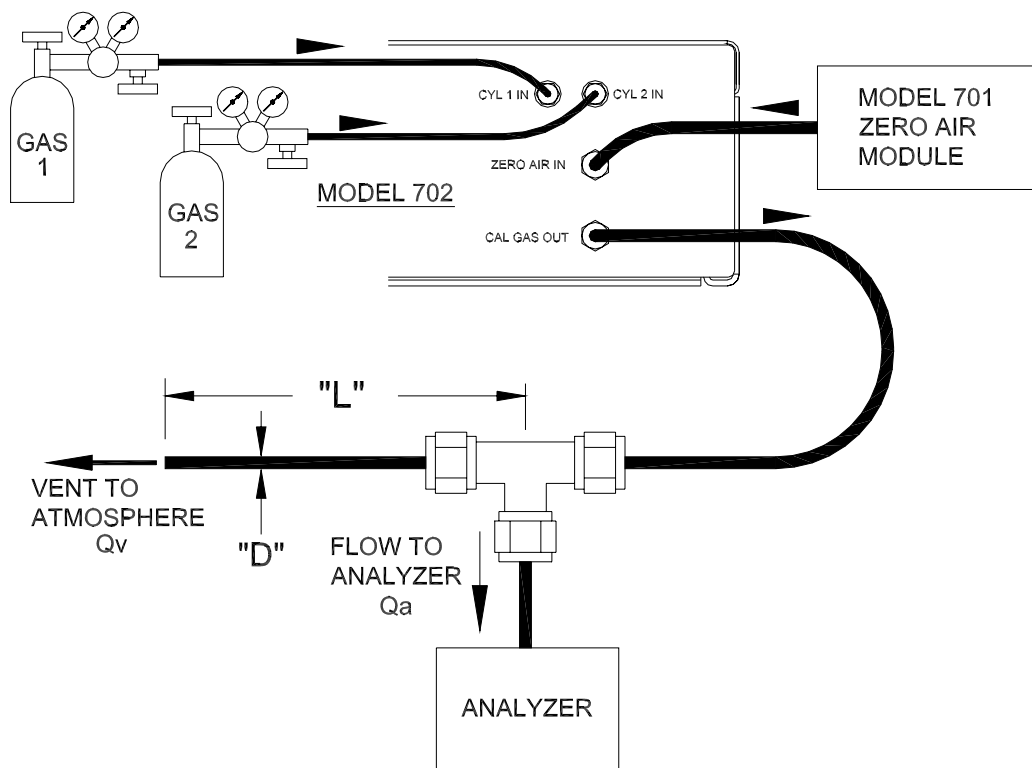 GAS
1
GAS
2
CYL 1 IN
CYL 2 IN
ZERO AIR IN
MODEL 702
CAL GAS OUT
MODEL 701
ZERO AIR
MODULE
"L"
VENT TO
ATMOSPHERE
Qv
"D"
FLOW TO
ANALYZER
Qa
ANALYZER